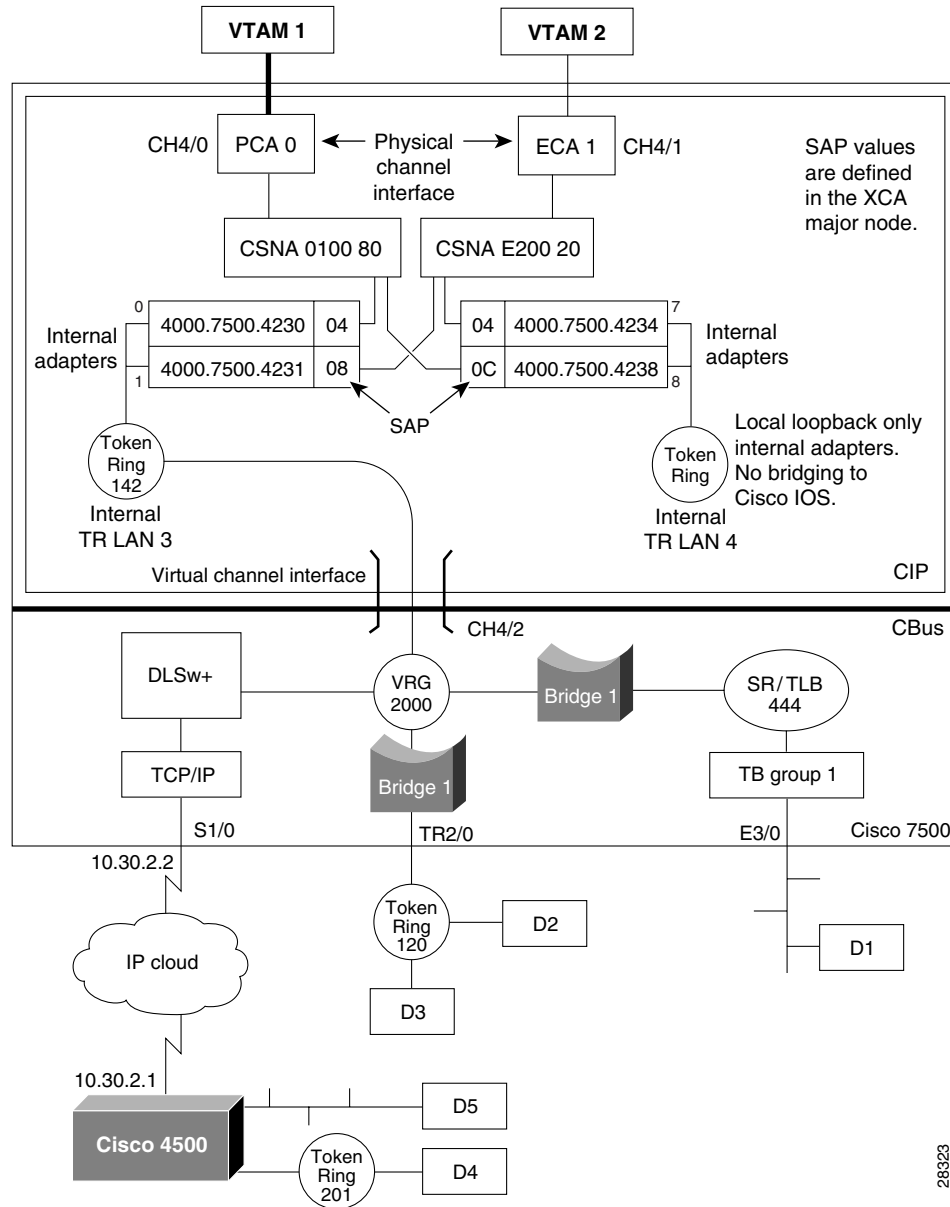 VTAM 1
VTAM 2
CH4/0
PCA 0
Physical
channel
interface
ECA 1
CH4/1
SAP values
are defined
in the XCA
major node.
CSNA 0100 80
CSNA E200 20
Internal
adapters
0
4000.7500.4230
04
1
4000.7500.4231
08
04
4000.7500.4234
7
0C
4000.7500.4238
8
Internal
adapters
SAP
Token
Ring
142
Internal
TR LAN 3
Token
Ring
Internal
TR LAN 4
Local loopback only
internal adapters.
No bridging to
Cisco IOS.
Virtual channel interface
CIP
CH4/2
CBus
DLSw+
VRG
2000
Bridge 1
SR/TLB
444
TCP/IP
Bridge 1
TB group 1
S1/0
TR2/0
E3/0
Cisco 7500
10.30.2.2
IP cloud
Token
Ring
120
D2
D1
D3
10.30.2.1
Cisco 4500
D5
Token
Ring
201
D4
28323